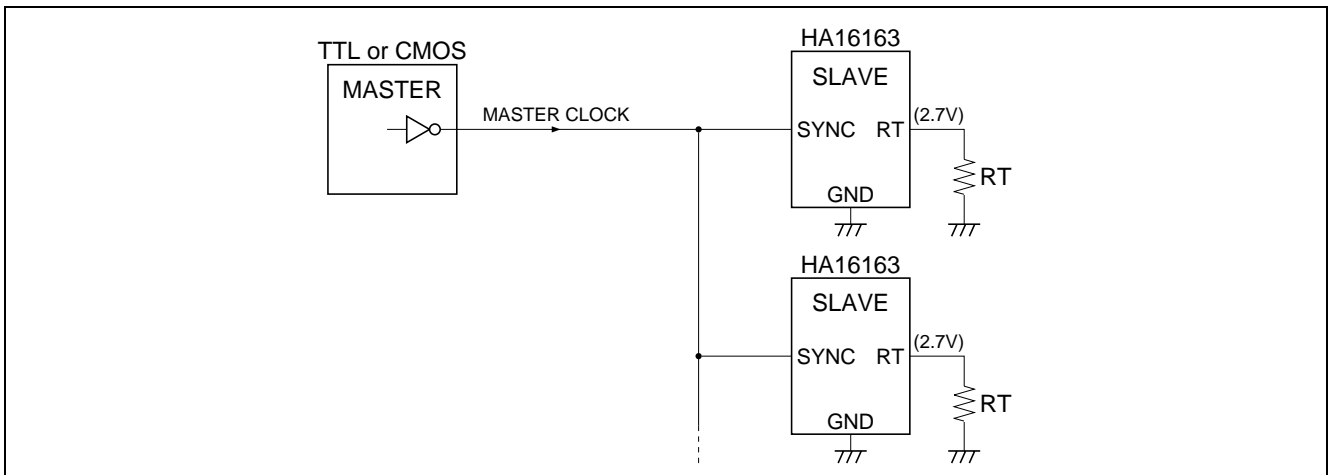 TTL or CMOS
MASTER
MASTER CLOCK
HA16163
SLAVE
SYNC RT
(2.7V)
RT
GND
HA16163
SLAVE
SYNC RT
(2.7V)
RT
GND